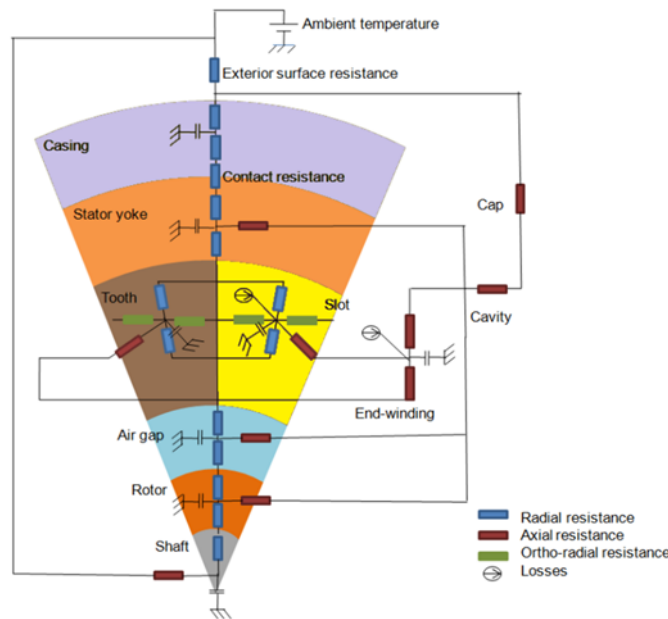 Ambient temperature
Exterior surface resistance
Casing
Contact resistance
Stator yoke
Cap
Tooth
Slot
Cavity
End-winding
Air gap
Rotor
Shaft
Radial resistance
Axial resistance
Ortho-radial resistance
Losses